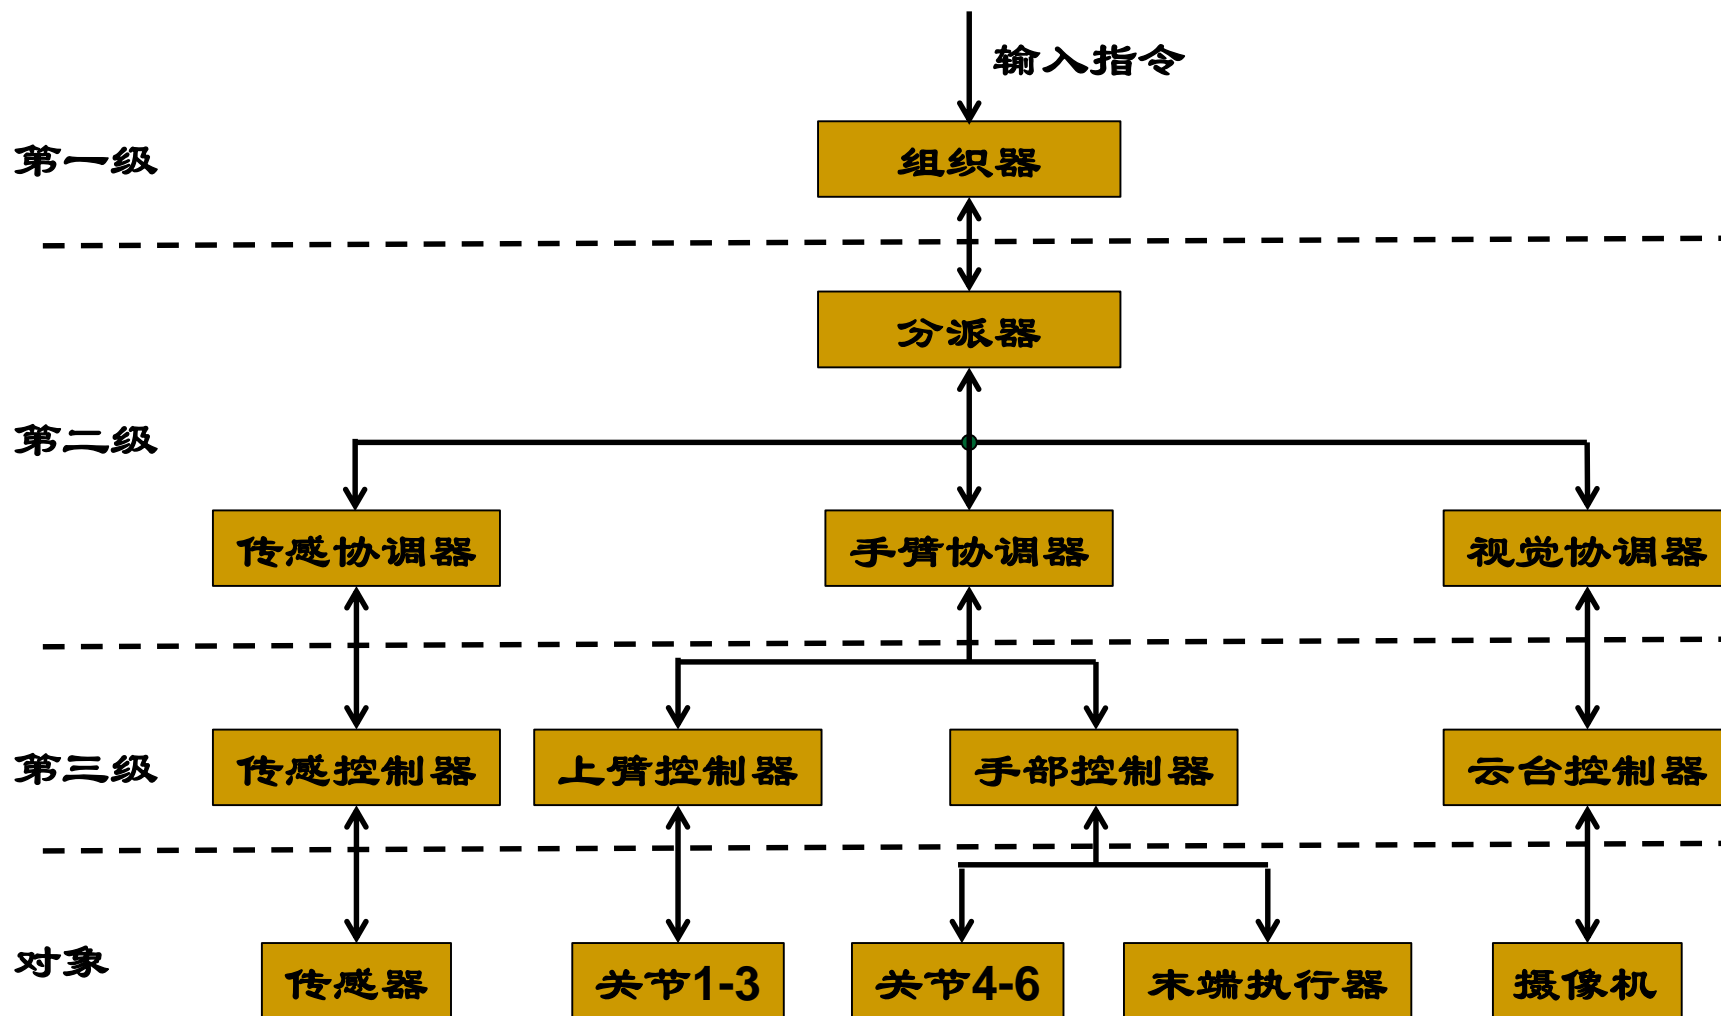 输入指令
第一级
组织器
分派器
第二级
传感协调器
手臂协调器
视觉协调器
第三级
传感控制器
上臂控制器
手部控制器
云台控制器
对象
传感器
关节1-3
关节4-6
末端执行器
摄像机